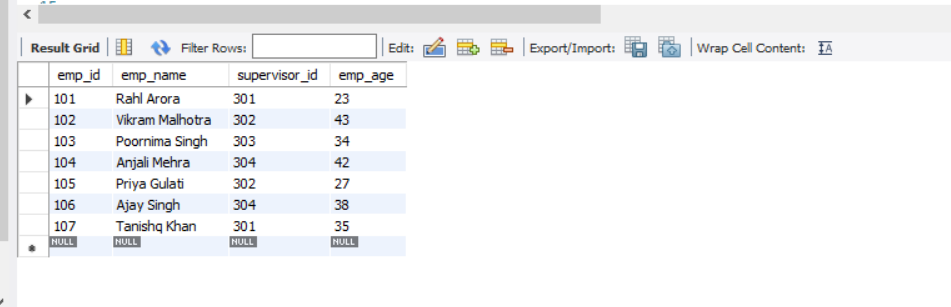 Result Grid Filter Rows: Edit: Export/Import: Wrap Cell Content: IA
emp_id emp_name supervisor_id emp_age
101 Rahl Arora 301 23
102 Vikram Malhotra 302 43
103 Poornima Singh 303 34
104 Anjali Mehra 304 42
105 Priya Gulati 302 27
106 Ajay Singh 304 38
107 Tanishq Khan 301 35
NULL NULL NULL NULL